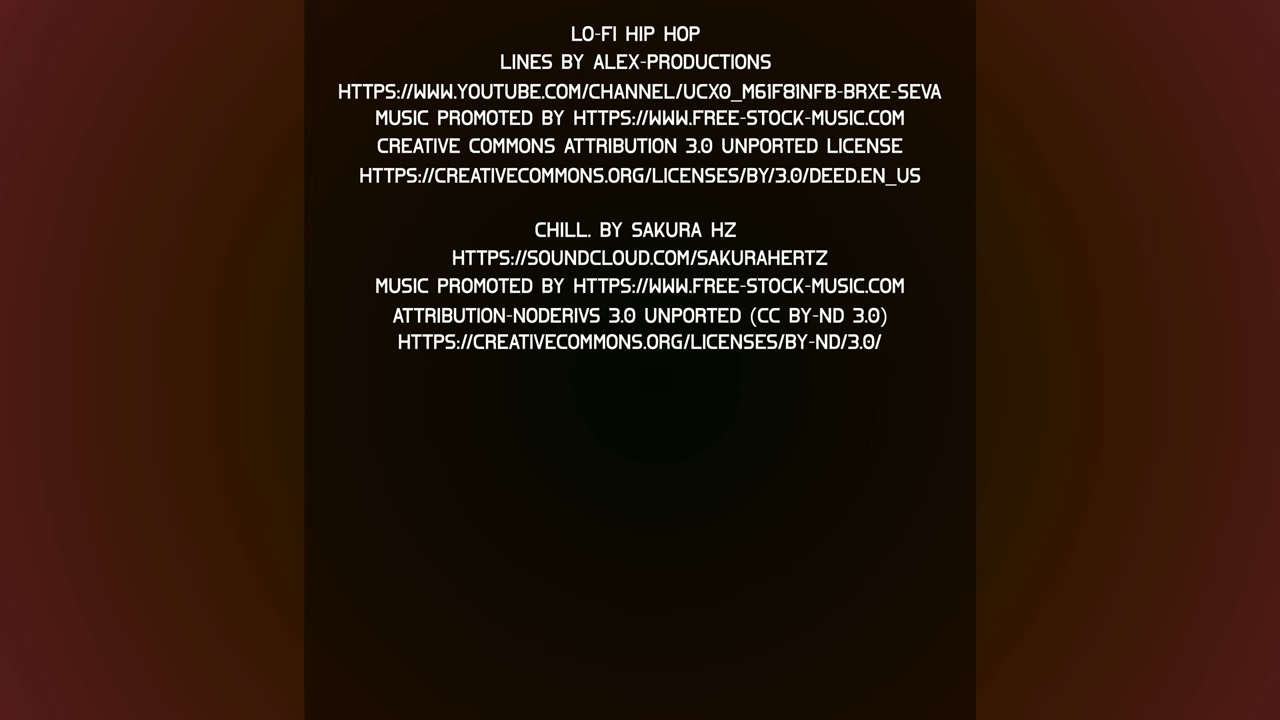 LO-FI HIP HOP
LINES BY ALEX-PRODUCTIONS
HTTPS://WWW.YOUTUBE.COM/CHANNEL/UCX0_M61F81NFB-BRXE-SEVA
MUSIC PROMOTED BY HTTPS://WWW.FREE-STOCK-MUSIC.COM
CREATIVE COMMONS ATTRIBUTION 3.0 UNPORTED LICENSE
HTTPS://CREATIVECOMMONS.ORG/LICENSES/BY/3.0/DEED.EN_US
CHILL. BY SAKURA HZ
HTTPS://SOUNDCLOUD.COM/SAKURAHERTZ
MUSIC PROMOTED BY HTTPS://WWW.FREE-STOCK-MUSIC.COM
ATTRIBUTION-NODERIVS 3.0 UNPORTED (CC BY-ND 3.0)
HTTPS://CREATIVECOMMONS.ORG/LICENSES/BY-ND/3.0/